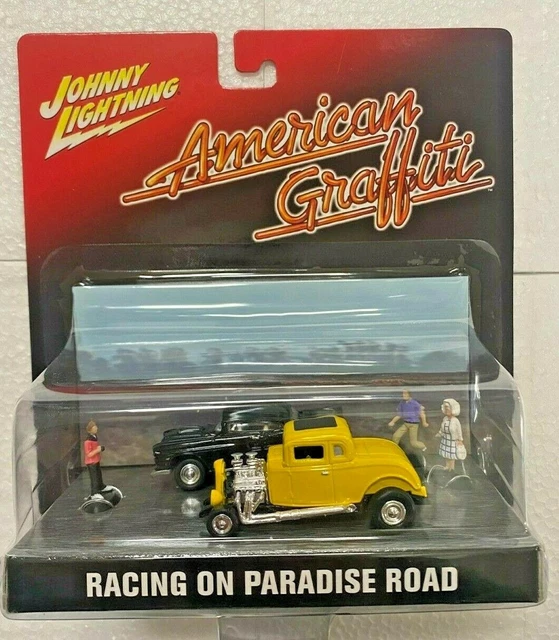 JOHNNY
LIGHTNING
American
Graffiti
RACING ON PARADISE ROAD